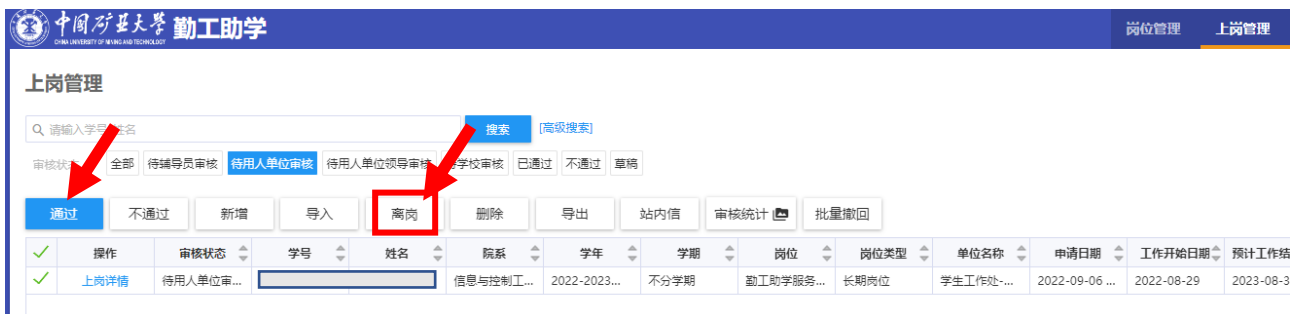 中国矿业大学 勤工助学 岗位管理 上岗管理
CHINA UNIVERSITY OF MINING AND TECHNOLOGY
上岗管理
请输入学号 姓名 搜索 [高级搜索]
审核状 全部 待辅导员审核 待用人单位审核 待用人单位领导审核 学校审核 已通过 不通过 草稿
通过 不通过 新增 导入 离岗 删除 导出 站内信 审核统计 批量撤回
操作 审核状态 学号 姓名 院系 学年 学期 岗位 岗位类型 单位名称 申请日期 工作开始日期 预计工作结
上岗详情 待用人单位审... 信息与控制工... 2022-2023... 不分学期 勤工助学服务... 长期岗位 学生工作处-... 2022-09-06 ... 2022-08-29 2023-08-3